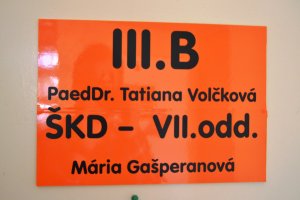 III.B
PaedDr. Tatiana Volčková
ŠKD - VII.odd.
Mária Gašperanová